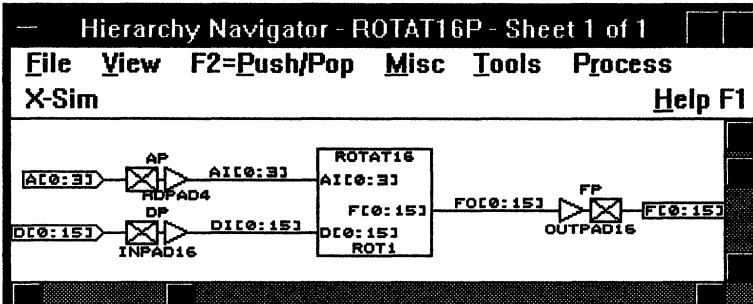 Hierarchy Navigator - ROTAT16P - Sheet 1 of 1
File View F2=Push/Pop Misc Tools Process
X-Sim Help F1
AP
ROTAT16
A[0:3] AI[0:3] AI[0:3]
HDPAD4
DP
F[0:15] FO[0:15] FP F[0:15]
D[0:15] DI[0:15] D[0:15]
OUTPAD16
INPAD16
ROT1